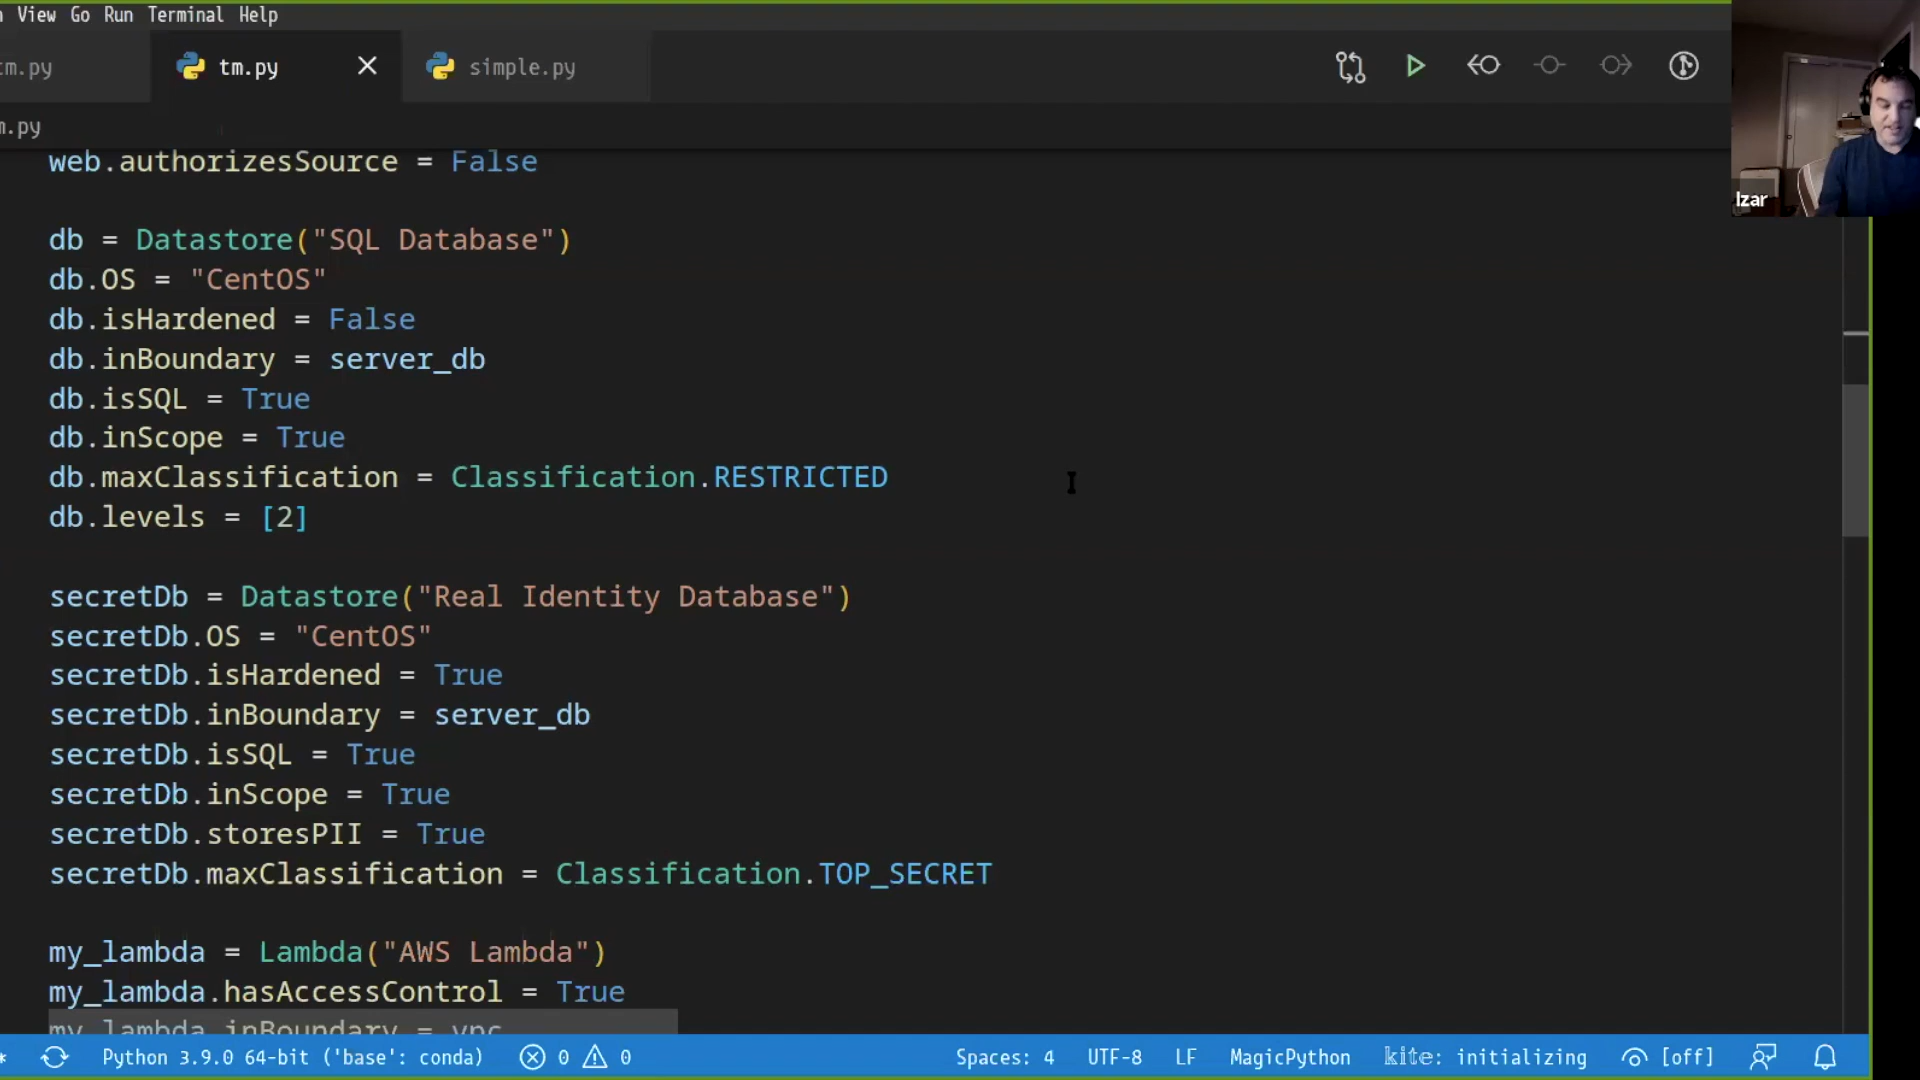 View Go Run Terminal Help
tm.py
tm.py
simple.py
m.py
Izar
web.authorizesSource = False
db = Datastore("SQL Database")
db.OS = "CentOS"
db.isHardened = False
db.inBoundary = server_db
db.isSQL = True
db.inScope = True
db.maxClassification = Classification.RESTRICTED
db.levels = [2]
secretDb = Datastore("Real Identity Database")
secretDb.OS = "CentOS"
secretDb.isHardened = True
secretDb.inBoundary = server_db
secretDb.isSQL = True
secretDb.inScope = True
secretDb.storesPII = True
secretDb.maxClassification = Classification.TOP_SECRET
my_lambda = Lambda("AWS Lambda")
my_lambda.hasAccessControl = True
my_lambda.inBoundary = vpc
Python 3.9.0 64-bit ('base': conda) 0 0 Spaces: 4 UTF-8 LF MagicPython kite: initializing [off]